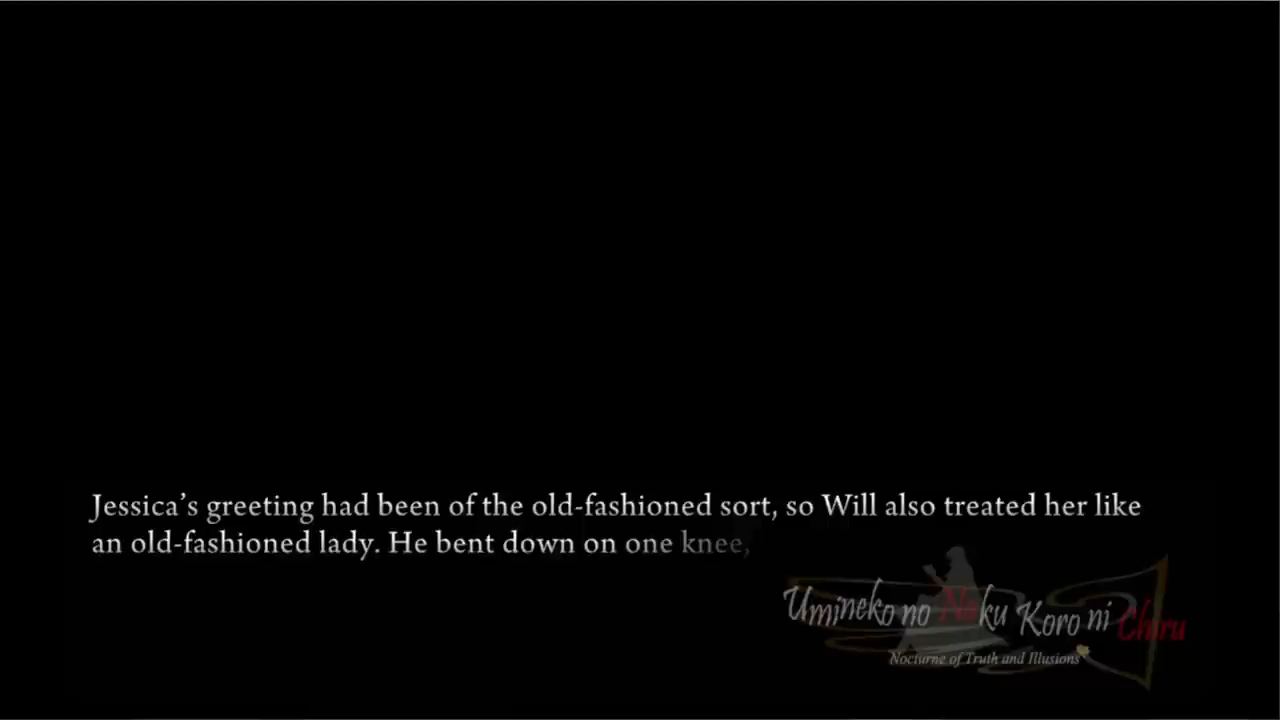 Jessica’s greeting had been of the old-fashioned sort, so Will also treated her like
an old-fashioned lady. He bent down on one knee,
Umineko no Naku Koro ni Chiru
Nocturne of Truth and Illusions